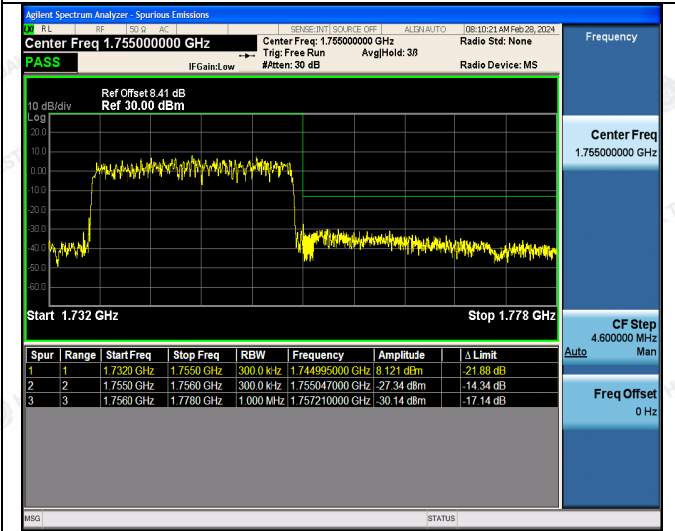 Agilent Spectrum Analyzer - Spurious Emissions
RL RF 50 Ω AC SENSE:INT SOURCE OFF ALIGN AUTO 08:10:21 AM Feb 28, 2024
Center Freq 1.755000000 GHz Center Freq: 1.755000000 GHz Radio Std: None
Trig: Free Run Avg|Hold: 3/
PASS IFGain:Low #Atten: 30 dB Radio Device: MS
Ref Offset 8.41 dB
10 dB/div Ref 30.00 dBm
Log
20.0
10.0
0.00
-10.0
-20.0
-30.0
-40.0
-50.0
-60.0
Start 1.732 GHz Stop 1.778 GHz
Spur Range Start Freq Stop Freq RBW Frequency Amplitude Δ Limit
1 1 1.7320 GHz 1.7550 GHz 300.0 kHz 1.744995000 GHz 8.121 dBm -21.88 dB
2 2 1.7550 GHz 1.7560 GHz 300.0 kHz 1.755047000 GHz -27.34 dBm -14.34 dB
3 3 1.7560 GHz 1.7780 GHz 1.000 MHz 1.757210000 GHz -30.14 dBm -17.14 dB
MSG STATUS
Frequency
Center Freq
1.755000000 GHz
CF Step
4.600000 MHz
Auto Man
Freq Offset
0 Hz